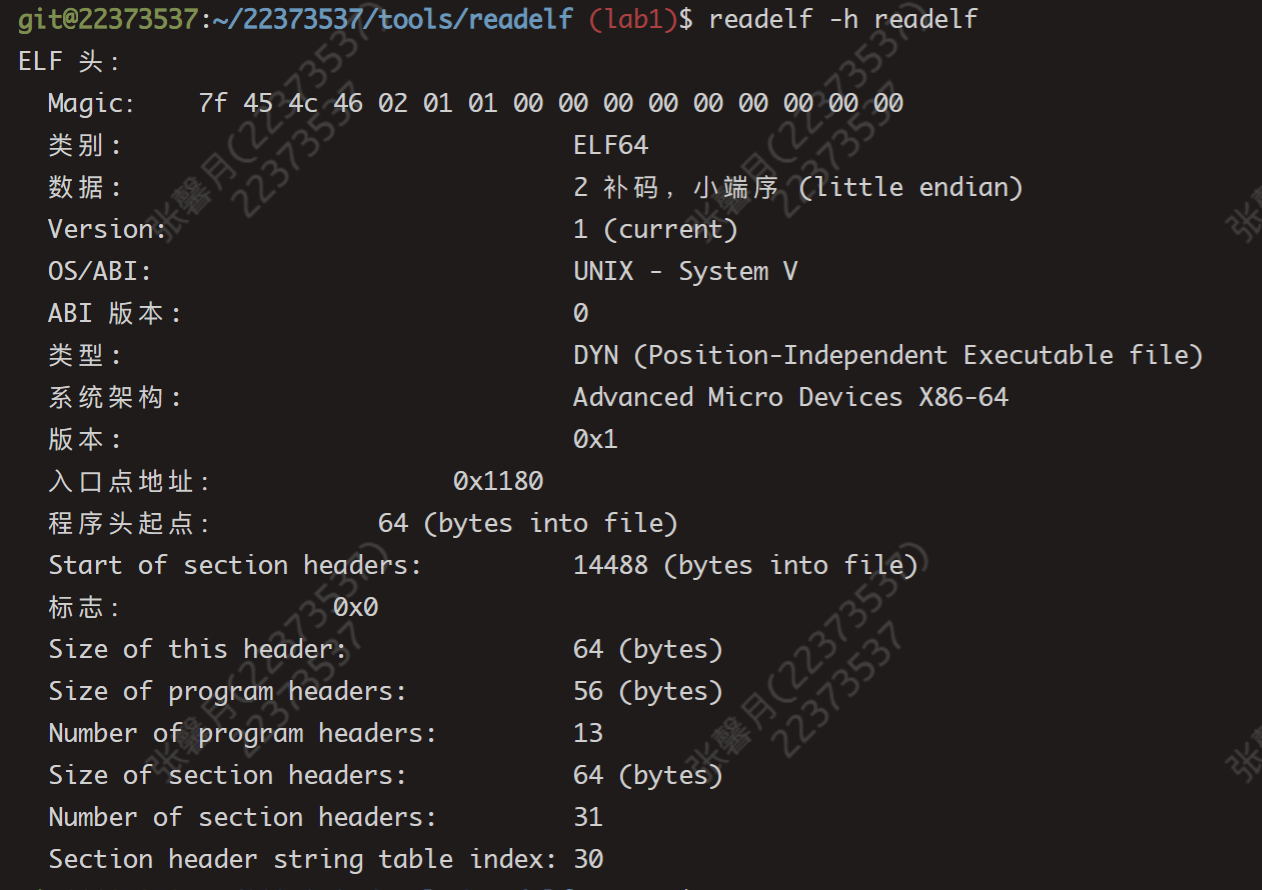 git@22373537:~/22373537/tools/readelf (lab1)$ readelf -h readelf
ELF 头:
Magic: 7f 45 4c 46 02 01 01 00 00 00 00 00 00 00 00 00
类别: ELF64
数据: 2 补码，小端序 (little endian)
Version: 1 (current)
OS/ABI: UNIX - System V
ABI 版本: 0
类型: DYN (Position-Independent Executable file)
系统架构: Advanced Micro Devices X86-64
版本: 0x1
入口点地址: 0x1180
程序头起点: 64 (bytes into file)
Start of section headers: 14488 (bytes into file)
标志: 0x0
Size of this header: 64 (bytes)
Size of program headers: 56 (bytes)
Number of program headers: 13
Size of section headers: 64 (bytes)
Number of section headers: 31
Section header string table index: 30
张馨月(22373537)
22373537
张馨月(22373537)
22373537
张馨月(22373537)
22373537
张馨月(22373537)
22373537